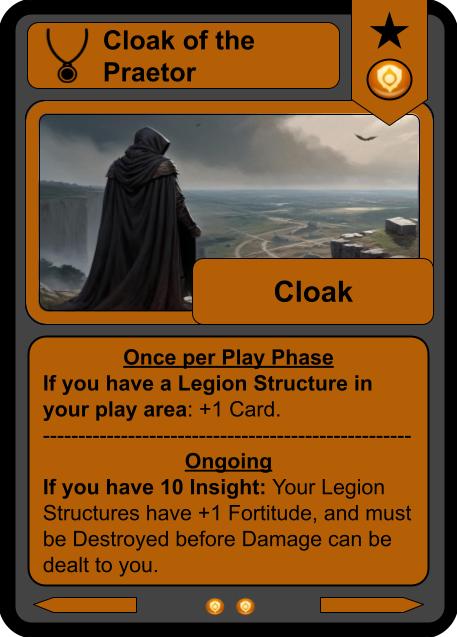 Cloak of the
Praetor
Cloak
Once per Play Phase
If you have a Legion Structure in
your play area: +1 Card.
--------------------------------------------------
Ongoing
If you have 10 Insight: Your Legion
Structures have +1 Fortitude, and must
be Destroyed before Damage can be
dealt to you.